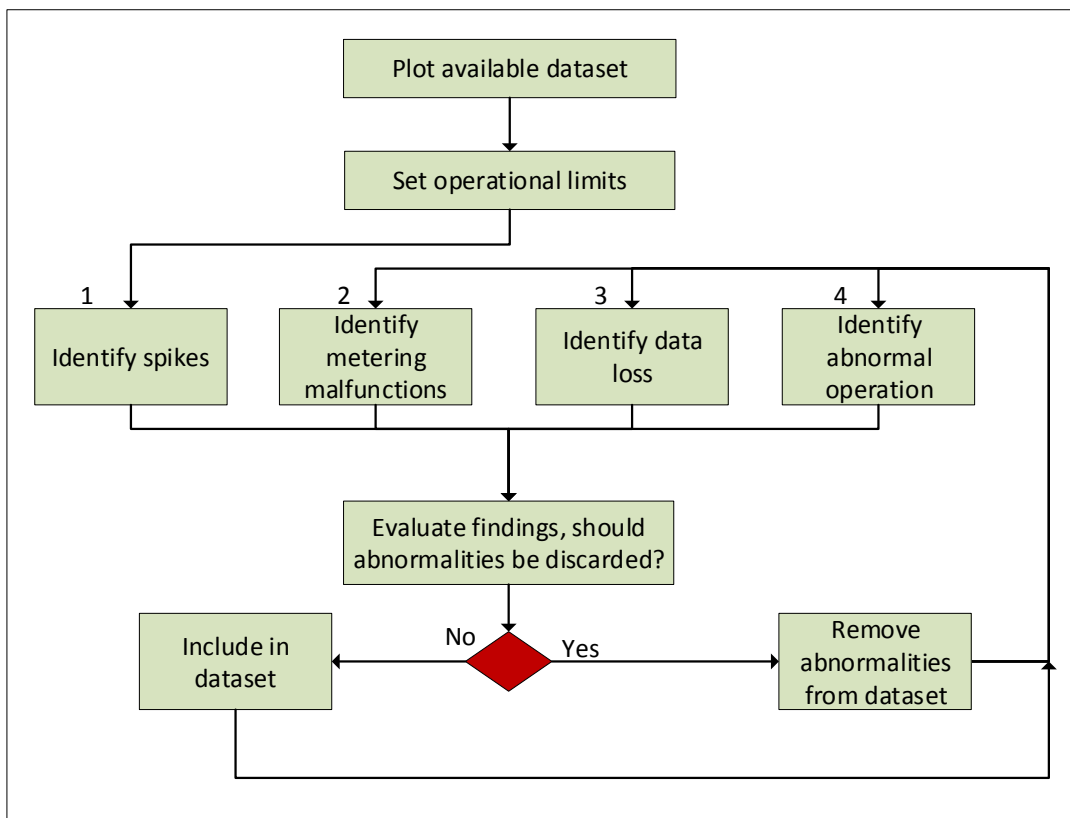 Plot available dataset
Set operational limits
1
2
3
4
Identify spikes
Identify
metering
malfunctions
Identify data
loss
Identify
abnormal
operation
Evaluate findings, should
abnormalities be discarded?
No
Yes
Include in
dataset
Remove
abnormalities
from dataset